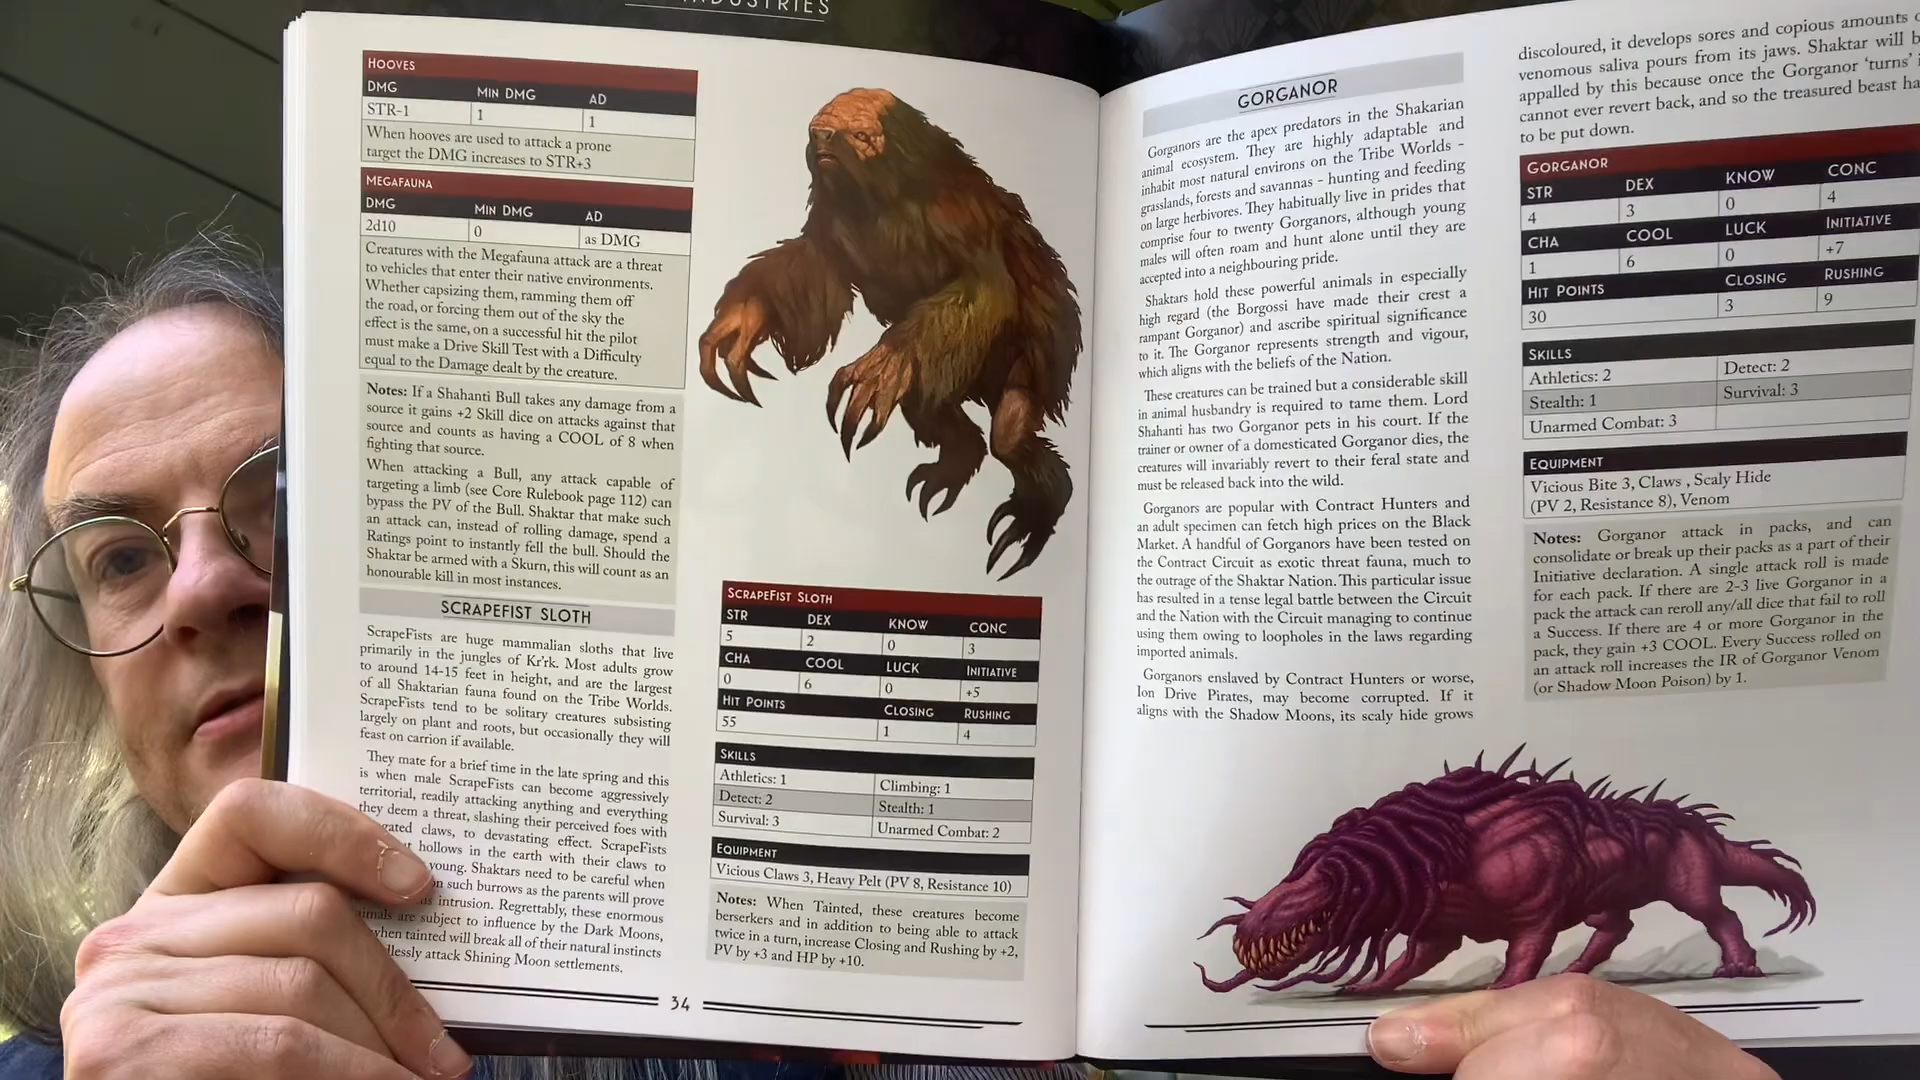 INDUSTRIES
HOOVES
DMG MIN DMG AD
STR-1 1 1
When hooves are used to attack a prone
target the DMG increases to STR+3
MEGAFAUNA
DMG MIN DMG AD
2d10 0 as DMG
Creatures with the Megafauna attack are a threat
to vehicles that enter their native environments.
Whether capsizing them, ramming them off
the road, or forcing them out of the sky the
effect is the same, on a successful hit the pilot
must make a Drive Skill Test with a Difficulty
equal to the Damage dealt by the creature.
Notes: If a Shahanti Bull takes any damage from a
source it gains +2 Skill dice on attacks against that
source and counts as having a COOL of 8 when
fighting that source.
When attacking a Bull, any attack capable of
targeting a limb (see Core Rulebook page 112) can
bypass the PV of the Bull. Shaktar that make such
an attack can, instead of rolling damage, spend a
Ratings point to instantly fell the bull. Should the
Shaktar be armed with a Skurn, this will count as an
honourable kill in most instances.
SCRAPEFIST SLOTH
ScrapeFists are huge mammalian sloths that live
primarily in the jungles of Kr'rk. Most adults grow
to around 14-15 feet in height, and are the largest
of all Shaktarian fauna found on the Tribe Worlds.
ScrapeFists tend to be solitary creatures subsisting
largely on plant and roots, but occasionally they will
feast on carrion if available.
They mate for a brief time in the late spring and this
is when male ScrapeFists can become aggressively
territorial, readily attacking anything and everything
they deem a threat, slashing their perceived foes with
claws, to devastating effect. ScrapeFists
hollows in the earth with their claws to
young. Shaktars need to be careful when
such burrows as the parents will prove
intrusion. Regrettably, these enormous
are subject to influence by the Dark Moons,
when tainted will break all of their natural instincts
attack Shining Moon settlements.
SCRAPEFIST SLOTH
STR DEX KNOW CONC
5 2 0 3
CHA COOL LUCK INITIATIVE
0 6 0 +5
HIT POINTS CLOSING RUSHING
55 1 4
SKILLS
Athletics: 1 Climbing: 1
Detect: 2 Stealth: 1
Survival: 3 Unarmed Combat: 2
EQUIPMENT
Vicious Claws 3, Heavy Pelt (PV 8, Resistance 10)
Notes: When Tainted, these creatures become
berserkers and in addition to being able to attack
twice in a turn, increase Closing and Rushing by +2,
PV by +3 and HP by +10.
34
GORGANOR
Gorganors are the apex predators in the Shakarian
animal ecosystem. They are highly adaptable and
inhabit most natural environs on the Tribe Worlds -
grasslands, forests and savannas - hunting and feeding
on large herbivores. They habitually live in prides that
comprise four to twenty Gorganors, although young
males will often roam and hunt alone until they are
accepted into a neighbouring pride.
Shaktars hold these powerful animals in especially
high regard (the Borgossi have made their crest a
rampant Gorganor) and ascribe spiritual significance
to it. The Gorganor represents strength and vigour,
which aligns with the beliefs of the Nation.
These creatures can be trained but a considerable skill
in animal husbandry is required to tame them. Lord
Shahanti has two Gorganor pets in his court. If the
trainer or owner of a domesticated Gorganor dies, the
creatures will invariably revert to their feral state and
must be released back into the wild.
Gorganors are popular with Contract Hunters and
an adult specimen can fetch high prices on the Black
Market. A handful of Gorganors have been tested on
the Contract Circuit as exotic threat fauna, much to
the outrage of the Shaktar Nation. This particular issue
has resulted in a tense legal battle between the Circuit
and the Nation with the Circuit managing to continue
using them owing to loopholes in the laws regarding
imported animals.
Gorganors enslaved by Contract Hunters or worse,
Ion Drive Pirates, may become corrupted. If it
aligns with the Shadow Moons, its scaly hide grows
discoloured, it develops sores and copious amounts
venomous saliva pours from its jaws. Shaktar will
appalled by this because once the Gorganor 'turns'
cannot ever revert back, and so the treasured beast
to be put down.
GORGANOR
STR DEX KNOW CONC
4 3 0 4
CHA COOL LUCK INITIATIVE
1 6 0 +7
HIT POINTS CLOSING RUSHING
30 3 9
SKILLS
Athletics: 2 Detect: 2
Stealth: 1 Survival: 3
Unarmed Combat: 3
EQUIPMENT
Vicious Bite 3, Claws , Scaly Hide
(PV 2, Resistance 8), Venom
Notes: Gorganor attack in packs, and can
consolidate or break up their packs as a part of their
Initiative declaration. A single attack roll is made
for each pack. If there are 2-3 live Gorganor in a
pack the attack can reroll any/all dice that fail to roll
a Success. If there are 4 or more Gorganor in the
pack, they gain +3 COOL. Every Success rolled on
an attack roll increases the IR of Gorganor Venom
(or Shadow Moon Poison) by 1.